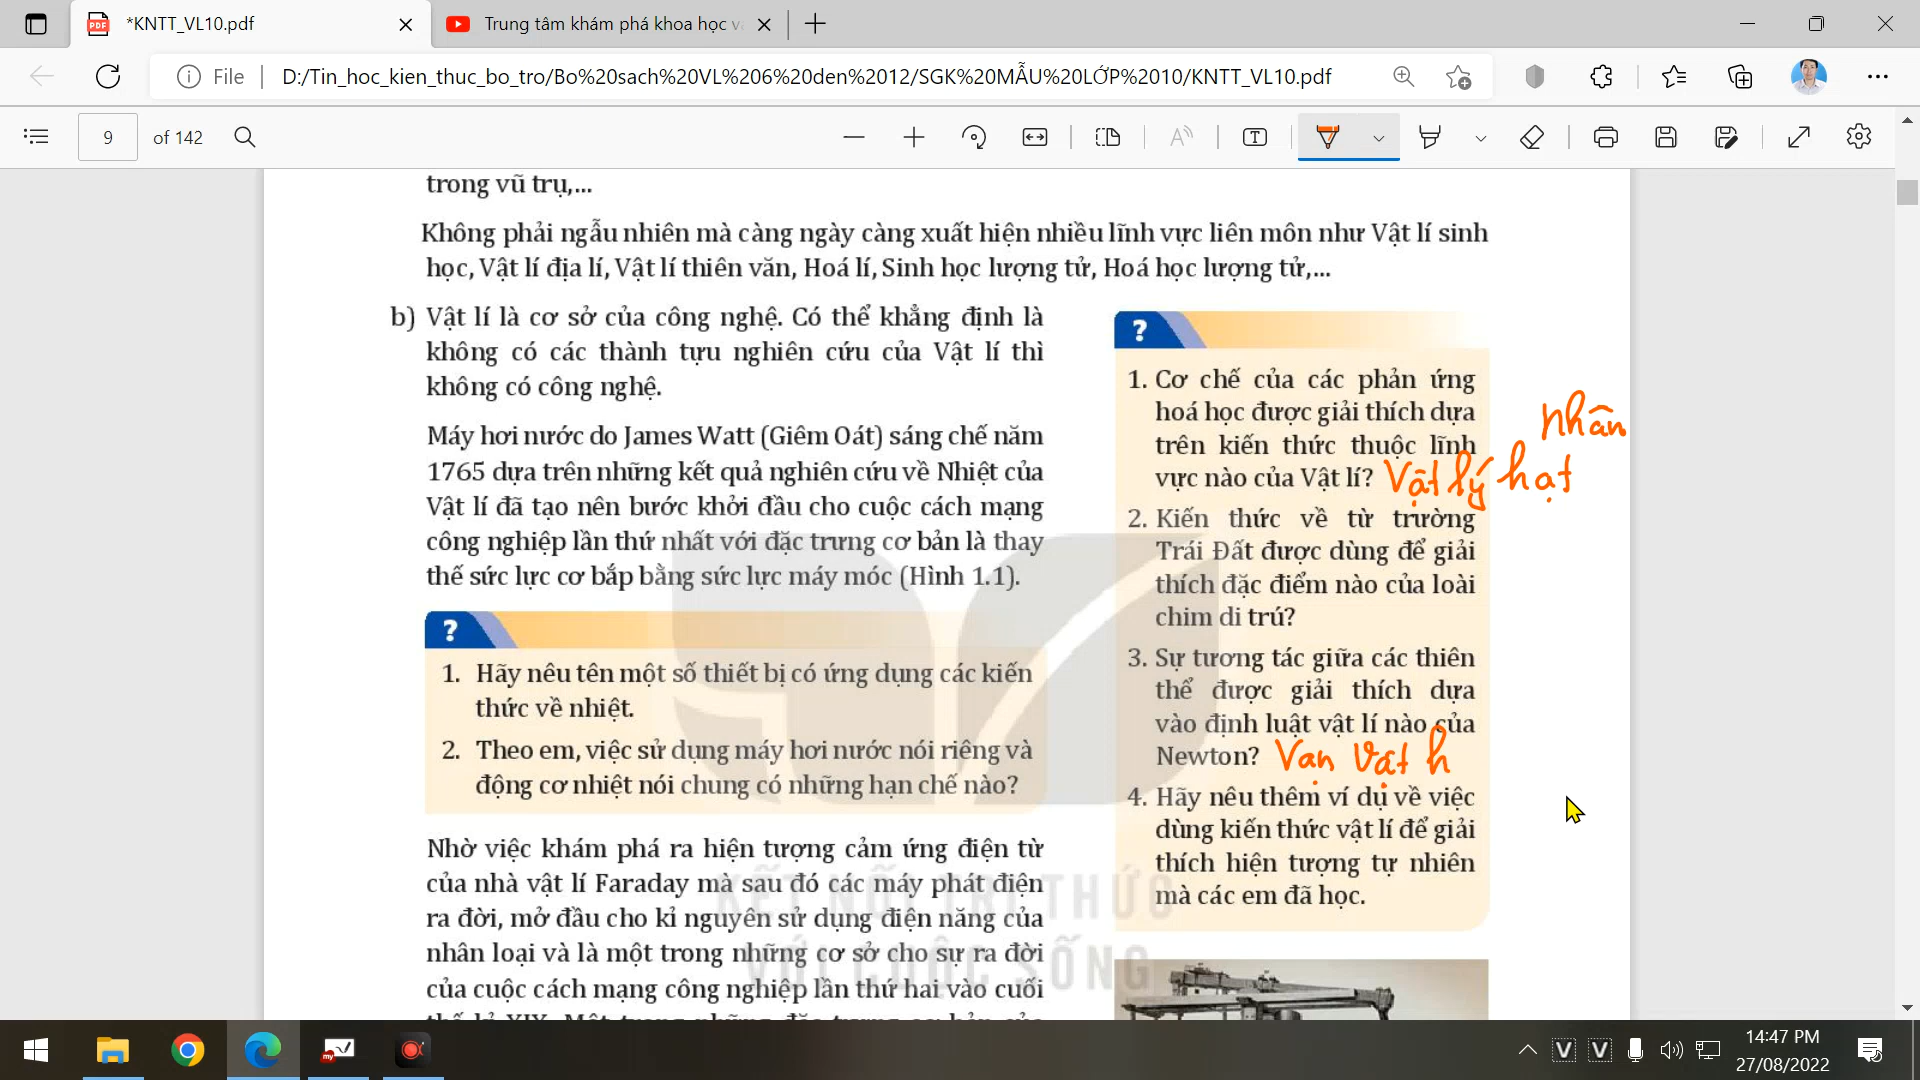 *KNTT_VL10.pdf
Trung tâm khám phá khoa học v
File
D:/Tin_hoc_kien_thuc_bo_tro/Bo%20sach%20VL%206%20den%2012/SGK%20MẪU%20LỚP%2010/KNTT_VL10.pdf
9 of 142
trong vũ trụ,...
Không phải ngẫu nhiên mà càng ngày càng xuất hiện nhiều lĩnh vực liên môn như Vật lí sinh
học, Vật lí địa lí, Vật lí thiên văn, Hoá lí, Sinh học lượng tử, Hoá học lượng tử,...
b) Vật lí là cơ sở của công nghệ. Có thể khẳng định là
không có các thành tựu nghiên cứu của Vật lí thì
không có công nghệ.
Máy hơi nước do James Watt (Giêm Oát) sáng chế năm
1765 dựa trên những kết quả nghiên cứu về Nhiệt của
Vật lí đã tạo nên bước khởi đầu cho cuộc cách mạng
công nghiệp lần thứ nhất với đặc trưng cơ bản là thay
thế sức lực cơ bắp bằng sức lực máy móc (Hình 1.1).
?
1. Hãy nêu tên một số thiết bị có ứng dụng các kiến
thức về nhiệt.
2. Theo em, việc sử dụng máy hơi nước nói riêng và
động cơ nhiệt nói chung có những hạn chế nào?
Nhờ việc khám phá ra hiện tượng cảm ứng điện từ
của nhà vật lí Faraday mà sau đó các máy phát điện
ra đời, mở đầu cho kỉ nguyên sử dụng điện năng của
nhân loại và là một trong những cơ sở cho sự ra đời
của cuộc cách mạng công nghiệp lần thứ hai vào cuối
thế kỉ XIX. Một trong những đặc trưng cơ bản của
?
1. Cơ chế của các phản ứng
hoá học được giải thích dựa
trên kiến thức thuộc lĩnh
vực nào của Vật lí? Vật lý hạt
nhân
2. Kiến thức về từ trường
Trái Đất được dùng để giải
thích đặc điểm nào của loài
chim di trú?
3. Sự tương tác giữa các thiên
thể được giải thích dựa
vào định luật vật lí nào của
Newton? Vạn vật h
4. Hãy nêu thêm ví dụ về việc
dùng kiến thức vật lí để giải
thích hiện tượng tự nhiên
mà các em đã học.
KẾT NỐI TRI THỨC
VỚI CUỘC SỐNG
14:47 PM
27/08/2022